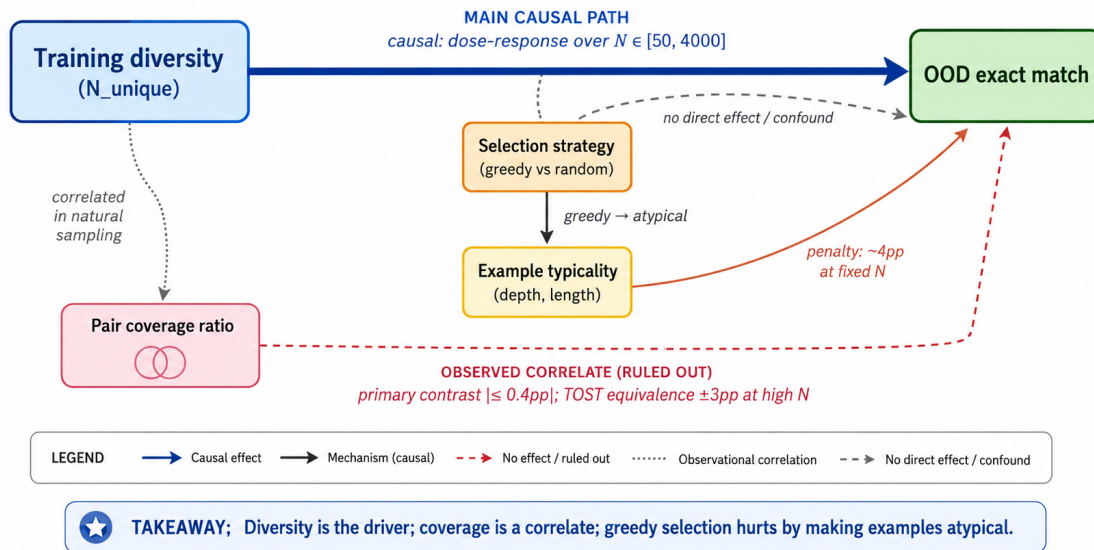 MAIN CAUSAL PATH
causal: dose-response over N ∈ [50, 4000]
Training diversity
(N_unique)
OOD exact match
no direct effect / confound
Selection strategy
(greedy vs random)
correlated
in natural
sampling
greedy → atypical
Example typicality
(depth, length)
penalty: ~4pp
at fixed N
Pair coverage ratio
OBSERVED CORRELATE (RULED OUT)
primary contrast |≤ 0.4pp|; TOST equivalence ±3pp at high N
LEGEND Causal effect Mechanism (causal) No effect / ruled out Observational correlation No direct effect / confound
TAKEAWAY; Diversity is the driver; coverage is a correlate; greedy selection hurts by making examples atypical.